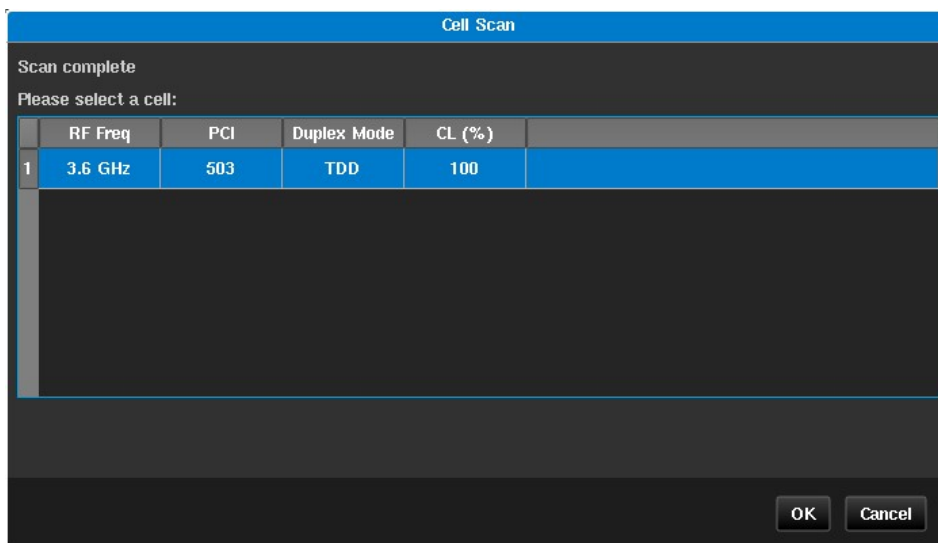 Cell Scan
Scan complete
Please select a cell:
RF Freq PCI Duplex Mode CL (%)
1 3.6 GHz 503 TDD 100
OK Cancel